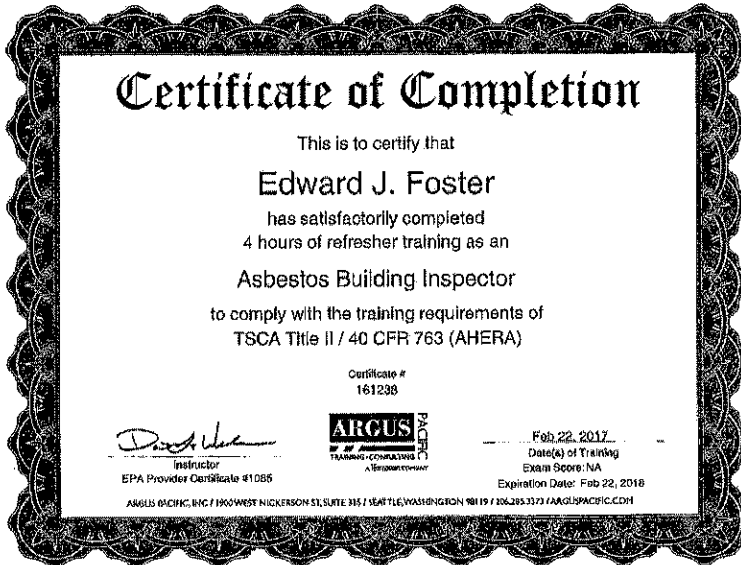 Certificate of Completion
This is to certify that
Edward J. Foster
has satisfactorily completed
4 hours of refresher training as an
Asbestos Building Inspector
to comply with the training requirements of
TSCA Title II / 40 CFR 763 (AHERA)
Certificate #
161238
ARGUS
PACIFIC
TRAINING • CONSULTING
Instructor
EPA Provider Certificate #1085
Feb 22, 2017
Date(s) of Training
Exam Score: NA
Expiration Date: Feb 22, 2018
ARGUS PACIFIC, INC / 1900 WEST NICKERSON ST, SUITE 315 / SEATTLE, WASHINGTON 98119 / 206.285.3373 / ARGUSPACIFIC.COM